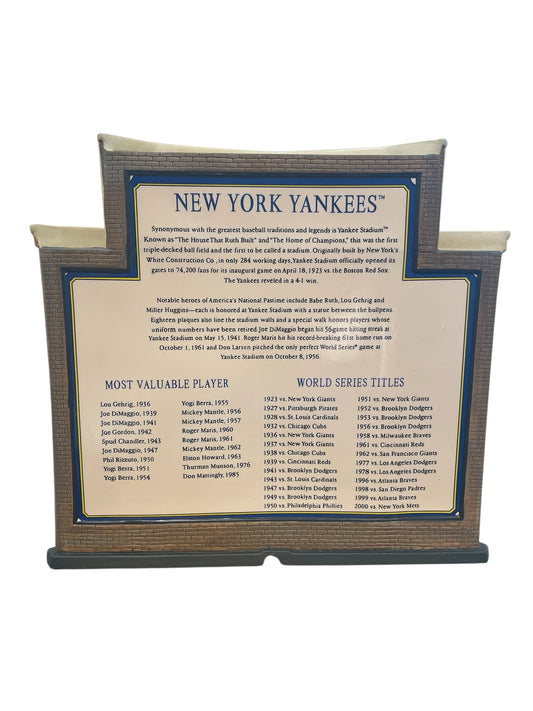 NEW YORK YANKEES™
Synonymous with the greatest baseball traditions and legends is Yankee Stadium™
Known as "The House That Ruth Built" and "The Home of Champions," this was the first
triple-decked ball field and the first to be called a stadium. Originally built by New York's
White Construction Co., in only 284 working days, Yankee Stadium officially opened its
gates to 74,200 fans for its inaugural game on April 18, 1923 vs. the Boston Red Sox.
The Yankees reveled in a 4-1 win.
Notable heroes of America's National Pastime include Babe Ruth, Lou Gehrig and
Miller Huggins—each is honored at Yankee Stadium with a statue between the bullpens.
Eighteen plaques also line the stadium walls and a special walk honors players whose
uniform numbers have been retired. Joe DiMaggio began his 56-game hitting streak at
Yankee Stadium on May 15, 1941. Roger Maris hit his record-breaking 61st home run on
October 1, 1961 and Don Larsen pitched the only perfect World Series® game at
Yankee Stadium on October 8, 1956.
MOST VALUABLE PLAYER
Lou Gehrig, 1936
Joe DiMaggio, 1939
Joe DiMaggio, 1941
Joe Gordon, 1942
Spud Chandler, 1943
Joe DiMaggio, 1947
Phil Rizzuto, 1950
Yogi Berra, 1951
Yogi Berra, 1954
Yogi Berra, 1955
Mickey Mantle, 1956
Mickey Mantle, 1957
Roger Maris, 1960
Roger Maris, 1961
Mickey Mantle, 1962
Elston Howard, 1963
Thurman Munson, 1976
Don Mattingly, 1985
WORLD SERIES TITLES
1923 vs. New York Giants
1927 vs. Pittsburgh Pirates
1928 vs. St. Louis Cardinals
1932 vs. Chicago Cubs
1936 vs. New York Giants
1937 vs. New York Giants
1938 vs. Chicago Cubs
1939 vs. Cincinnati Reds
1941 vs. Brooklyn Dodgers
1943 vs. St. Louis Cardinals
1947 vs. Brooklyn Dodgers
1949 vs. Brooklyn Dodgers
1950 vs. Philadelphia Phillies
1951 vs. New York Giants
1952 vs. Brooklyn Dodgers
1953 vs. Brooklyn Dodgers
1956 vs. Brooklyn Dodgers
1958 vs. Milwaukee Braves
1961 vs. Cincinnati Reds
1962 vs. San Francisco Giants
1977 vs. Los Angeles Dodgers
1978 vs. Los Angeles Dodgers
1996 vs. Atlanta Braves
1998 vs. San Diego Padres
1999 vs. Atlanta Braves
2000 vs. New York Mets